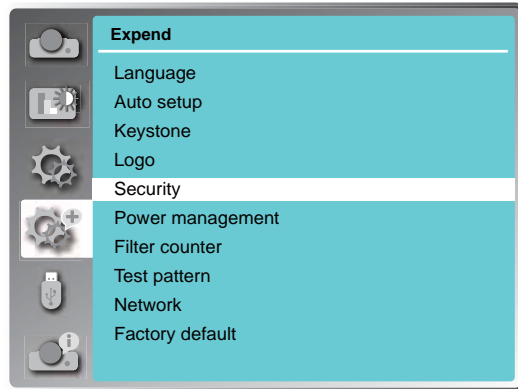 Expend
Language
Auto setup
Keystone
Logo
Security
Power management
Filter counter
Test pattern
Network
Factory default